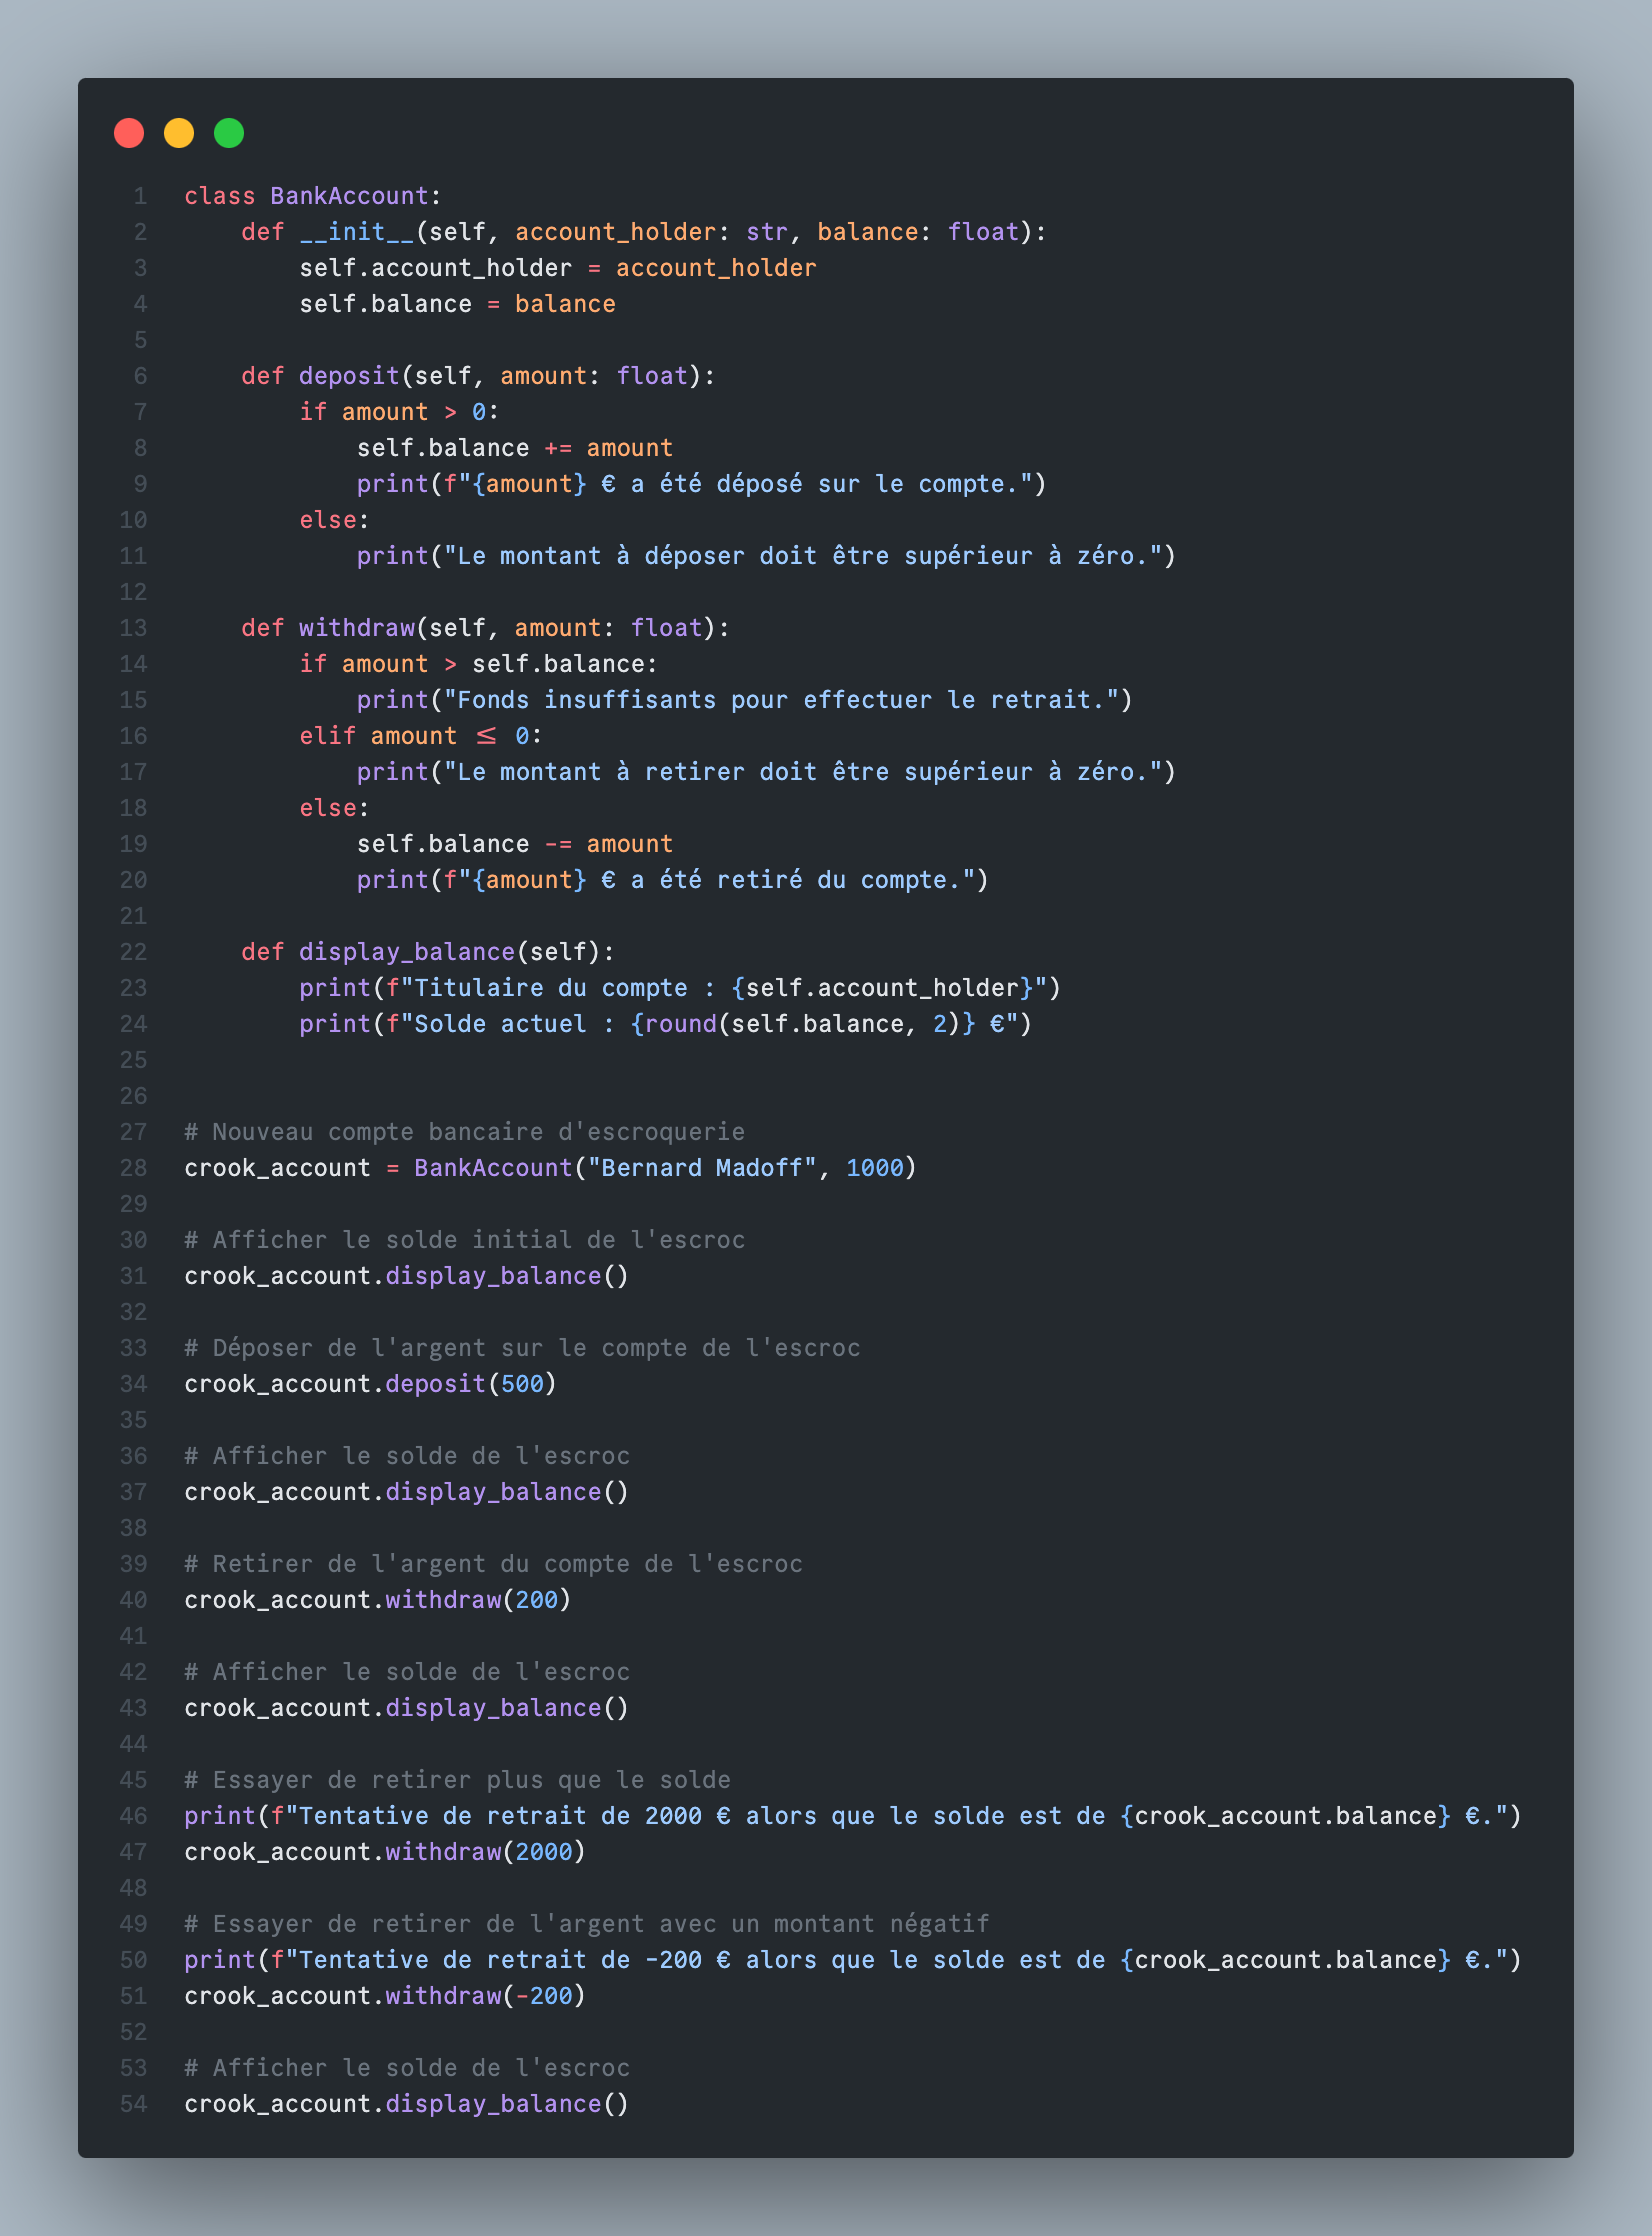 1 class BankAccount:
2     def __init__(self, account_holder: str, balance: float):
3         self.account_holder = account_holder
4         self.balance = balance
5
6     def deposit(self, amount: float):
7         if amount > 0:
8             self.balance += amount
9             print(f"{amount} € a été déposé sur le compte.")
10         else:
11             print("Le montant à déposer doit être supérieur à zéro.")
12
13     def withdraw(self, amount: float):
14         if amount > self.balance:
15             print("Fonds insuffisants pour effectuer le retrait.")
16         elif amount ≤ 0:
17             print("Le montant à retirer doit être supérieur à zéro.")
18         else:
19             self.balance -= amount
20             print(f"{amount} € a été retiré du compte.")
21
22     def display_balance(self):
23         print(f"Titulaire du compte : {self.account_holder}")
24         print(f"Solde actuel : {round(self.balance, 2)} €")
25
26
27 # Nouveau compte bancaire d'escroquerie
28 crook_account = BankAccount("Bernard Madoff", 1000)
29
30 # Afficher le solde initial de l'escroc
31 crook_account.display_balance()
32
33 # Déposer de l'argent sur le compte de l'escroc
34 crook_account.deposit(500)
35
36 # Afficher le solde de l'escroc
37 crook_account.display_balance()
38
39 # Retirer de l'argent du compte de l'escroc
40 crook_account.withdraw(200)
41
42 # Afficher le solde de l'escroc
43 crook_account.display_balance()
44
45 # Essayer de retirer plus que le solde
46 print(f"Tentative de retrait de 2000 € alors que le solde est de {crook_account.balance} €.")
47 crook_account.withdraw(2000)
48
49 # Essayer de retirer de l'argent avec un montant négatif
50 print(f"Tentative de retrait de -200 € alors que le solde est de {crook_account.balance} €.")
51 crook_account.withdraw(-200)
52
53 # Afficher le solde de l'escroc
54 crook_account.display_balance()